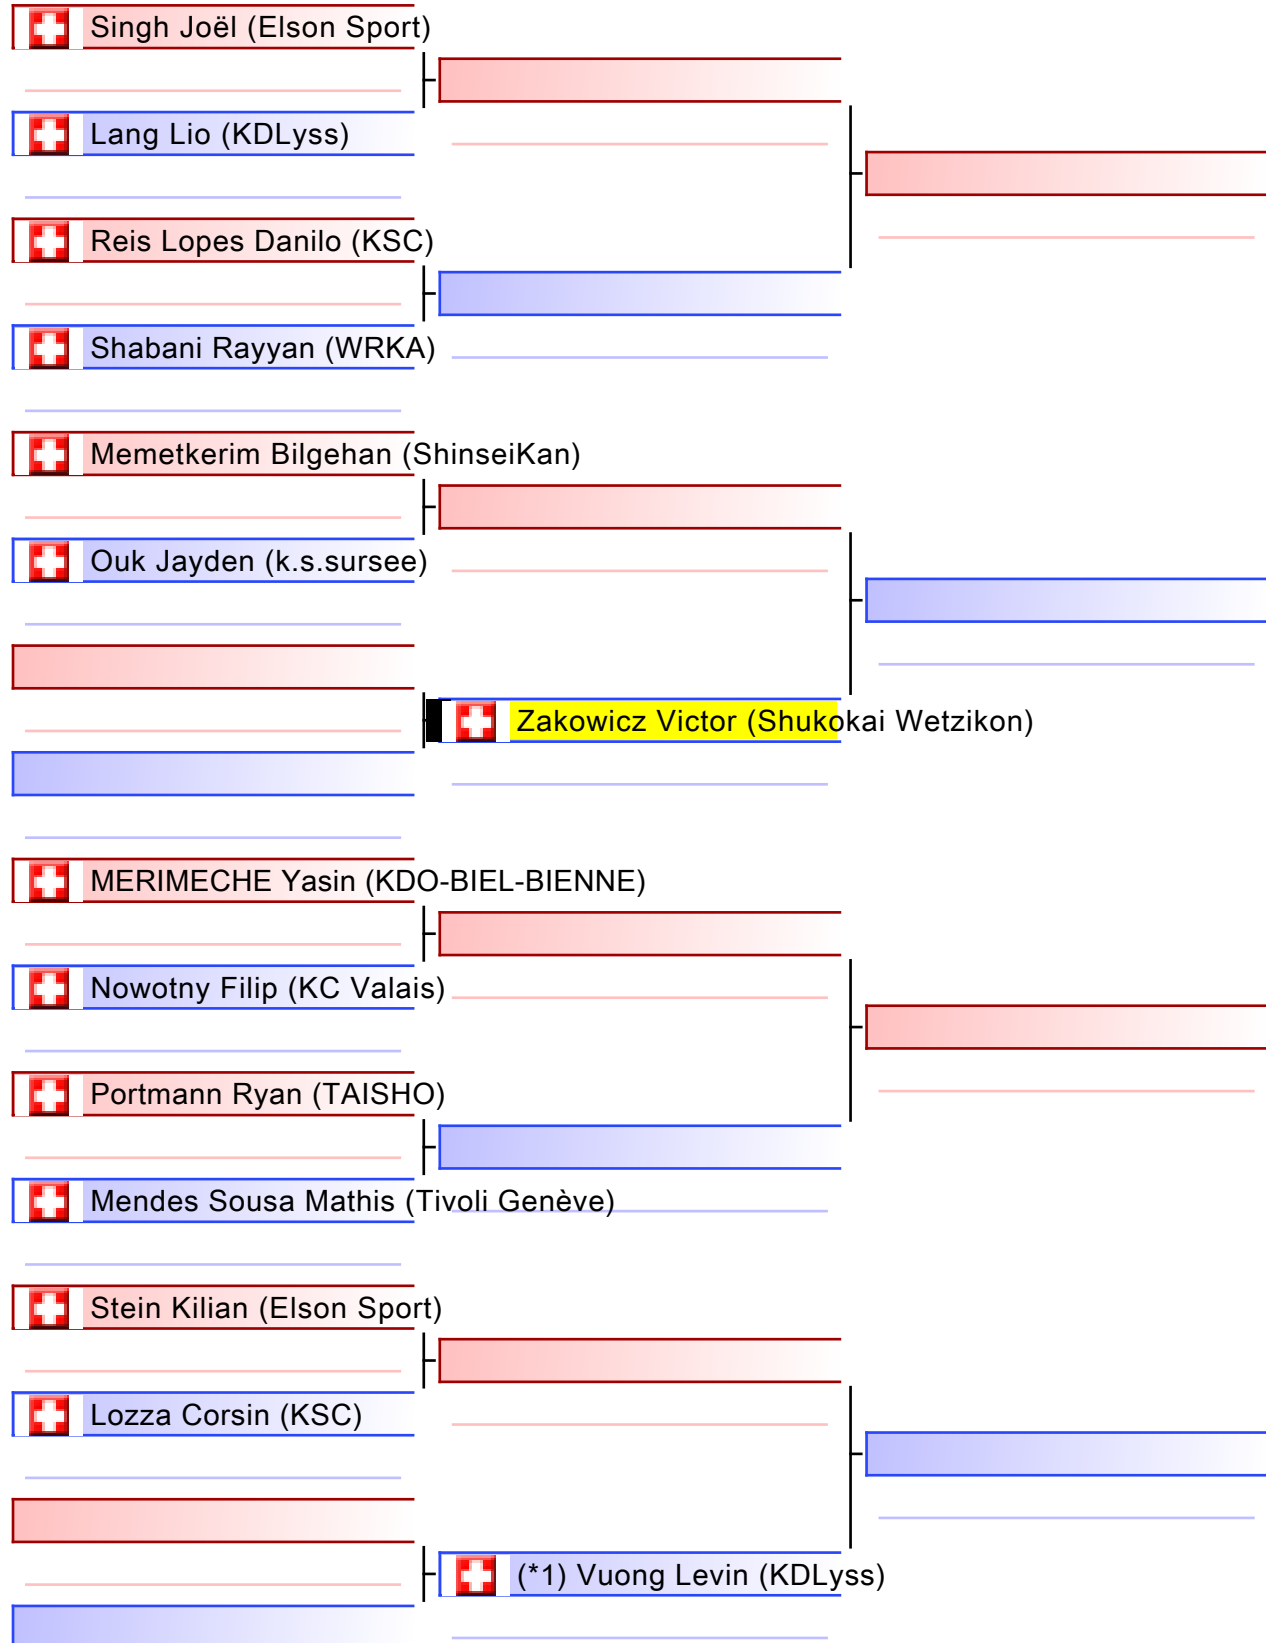 Singh Joël (Elson Sport)
Lang Lio (KDLyss)
Reis Lopes Danilo (KSC)
Shabani Rayyan (WRKA)
Memetkerim Bilgehan (ShinseiKan)
Ouk Jayden (k.s.sursee)
Zakowicz Victor (Shukokai Wetzikon)
MERIMECHE Yasin (KDO-BIEL-BIENNE)
Nowotny Filip (KC Valais)
Portmann Ryan (TAISHO)
Mendes Sousa Mathis (Tivoli Genève)
Stein Kilian (Elson Sport)
Lozza Corsin (KSC)
(*1) Vuong Levin (KDLyss)